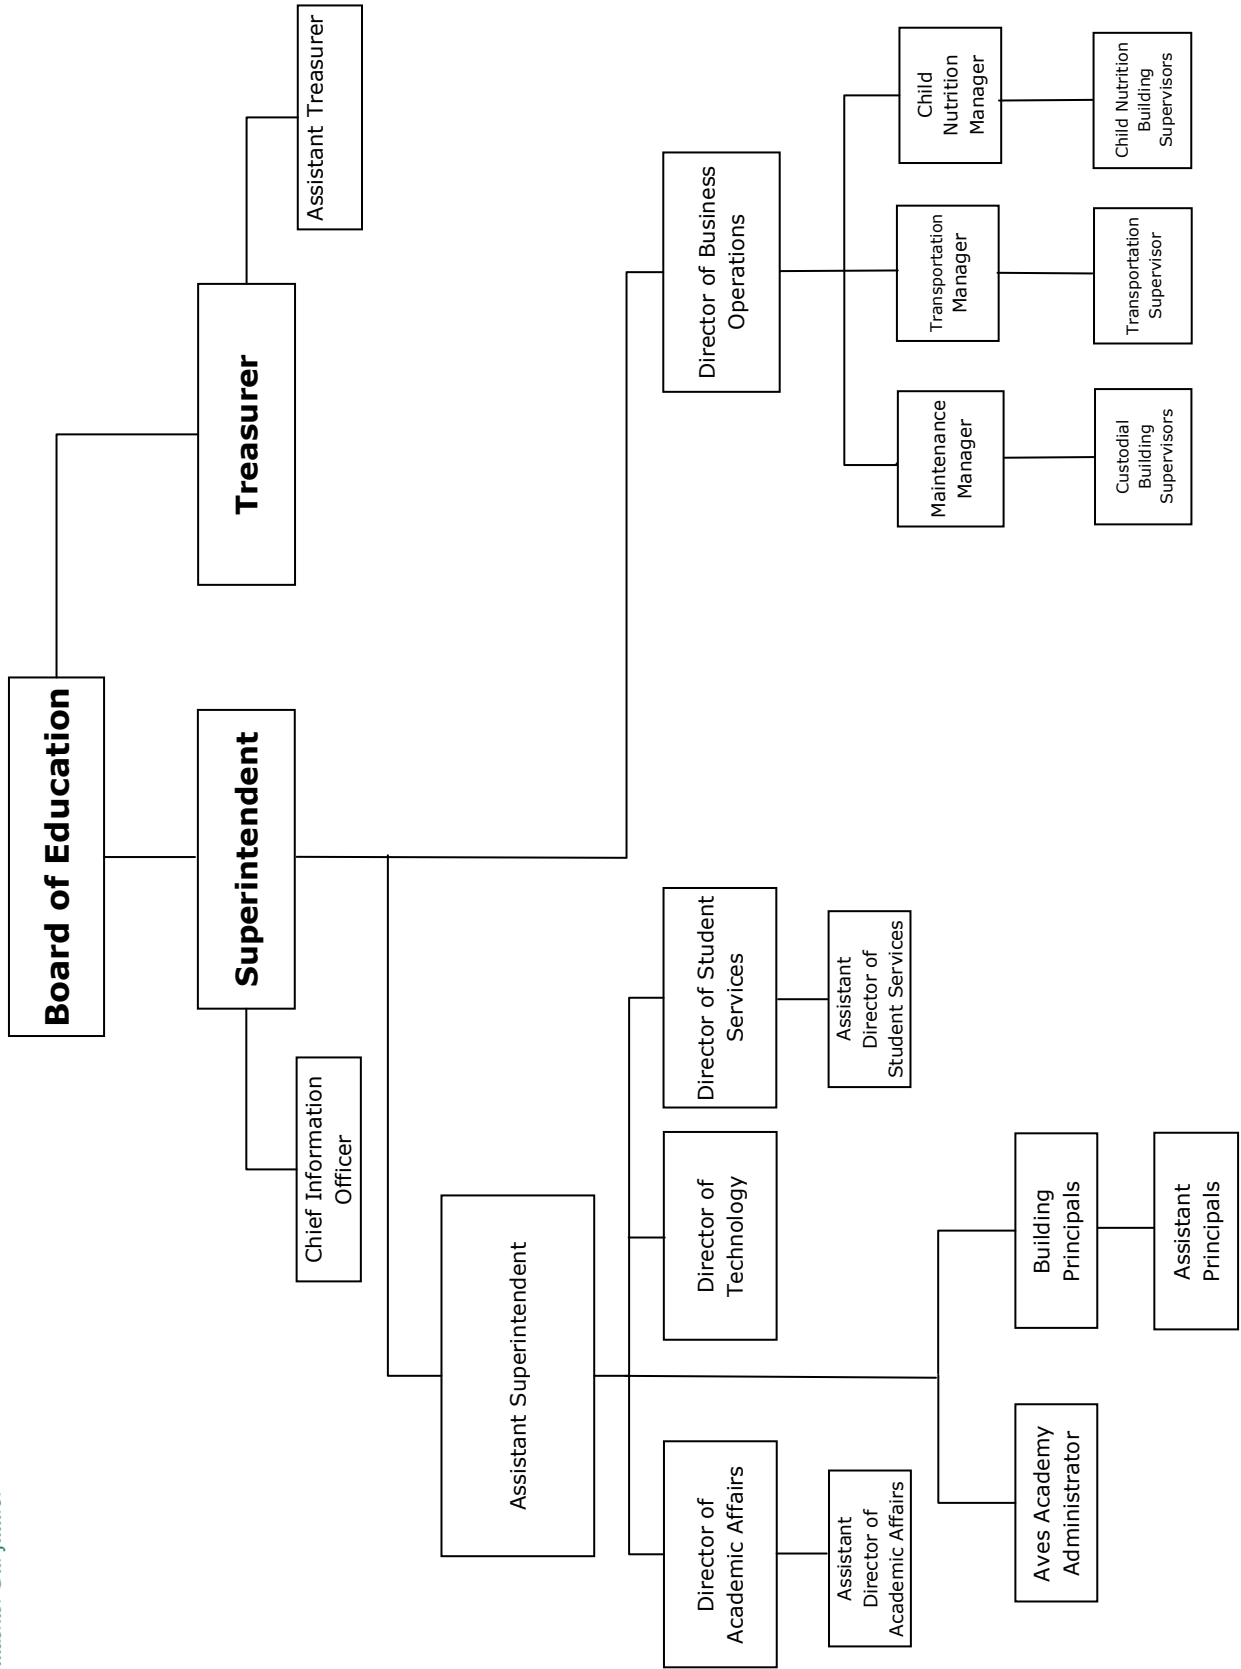 Board of Education
Superintendent
Treasurer
Chief Information
Officer
Assistant Treasurer
Assistant Superintendent
Director of
Academic Affairs
Director of
Technology
Director of Student
Services
Director of Business
Operations
Assistant
Director of
Academic Affairs
Assistant
Director of
Student Services
Maintenance
Manager
Transportation
Manager
Child
Nutrition
Manager
Aves Academy
Administrator
Building
Principals
Custodial
Building
Supervisors
Transportation
Supervisor
Child Nutrition
Building
Supervisors
Assistant
Principals